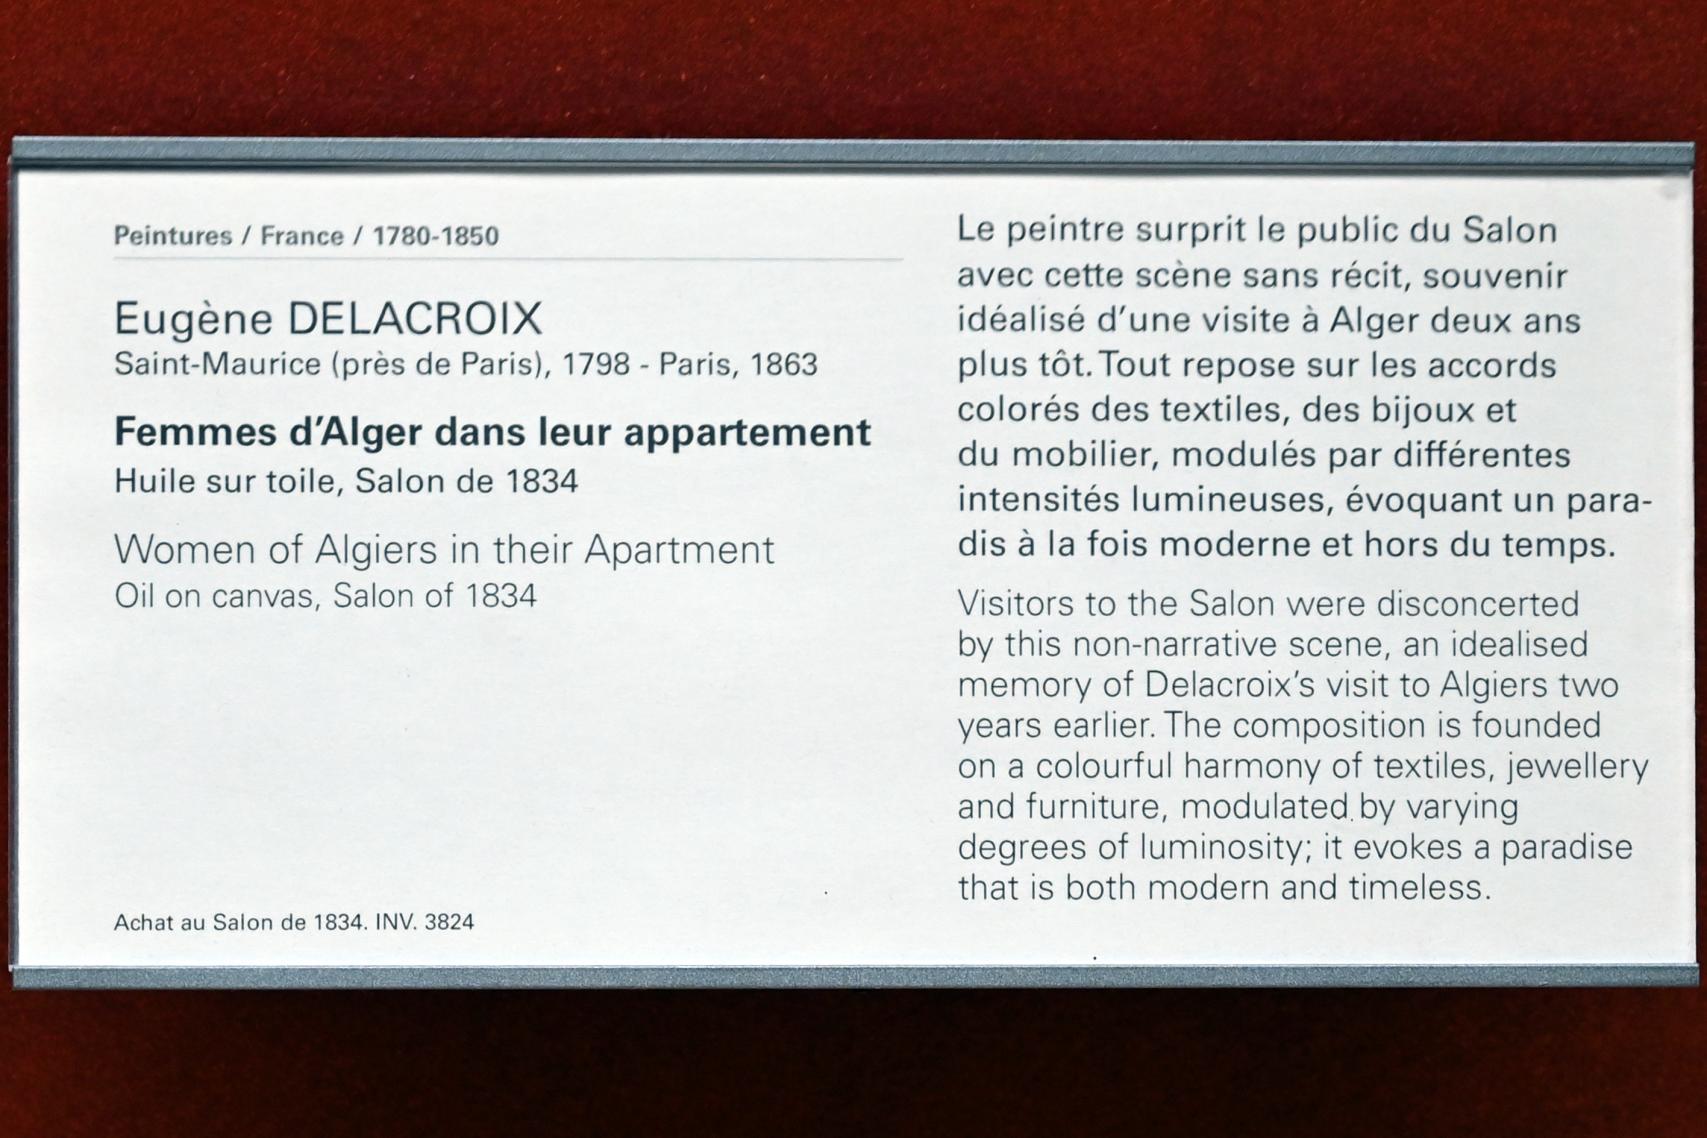 Peintures / France / 1780-1850
Eugène DELACROIX
Saint-Maurice (près de Paris), 1798 - Paris, 1863
Femmes d'Alger dans leur appartement
Huile sur toile, Salon de 1834
Women of Algiers in their Apartment
Oil on canvas, Salon of 1834
Achat au Salon de 1834. INV. 3824
Le peintre surprit le public du Salon
avec cette scène sans récit, souvenir
idéalisé d'une visite à Alger deux ans
plus tôt. Tout repose sur les accords
colorés des textiles, des bijoux et
du mobilier, modulés par différentes
intensités lumineuses, évoquant un para-
dis à la fois moderne et hors du temps.
Visitors to the Salon were disconcerted
by this non-narrative scene, an idealised
memory of Delacroix's visit to Algiers two
years earlier. The composition is founded
on a colourful harmony of textiles, jewellery
and furniture, modulated by varying
degrees of luminosity; it evokes a paradise
that is both modern and timeless.